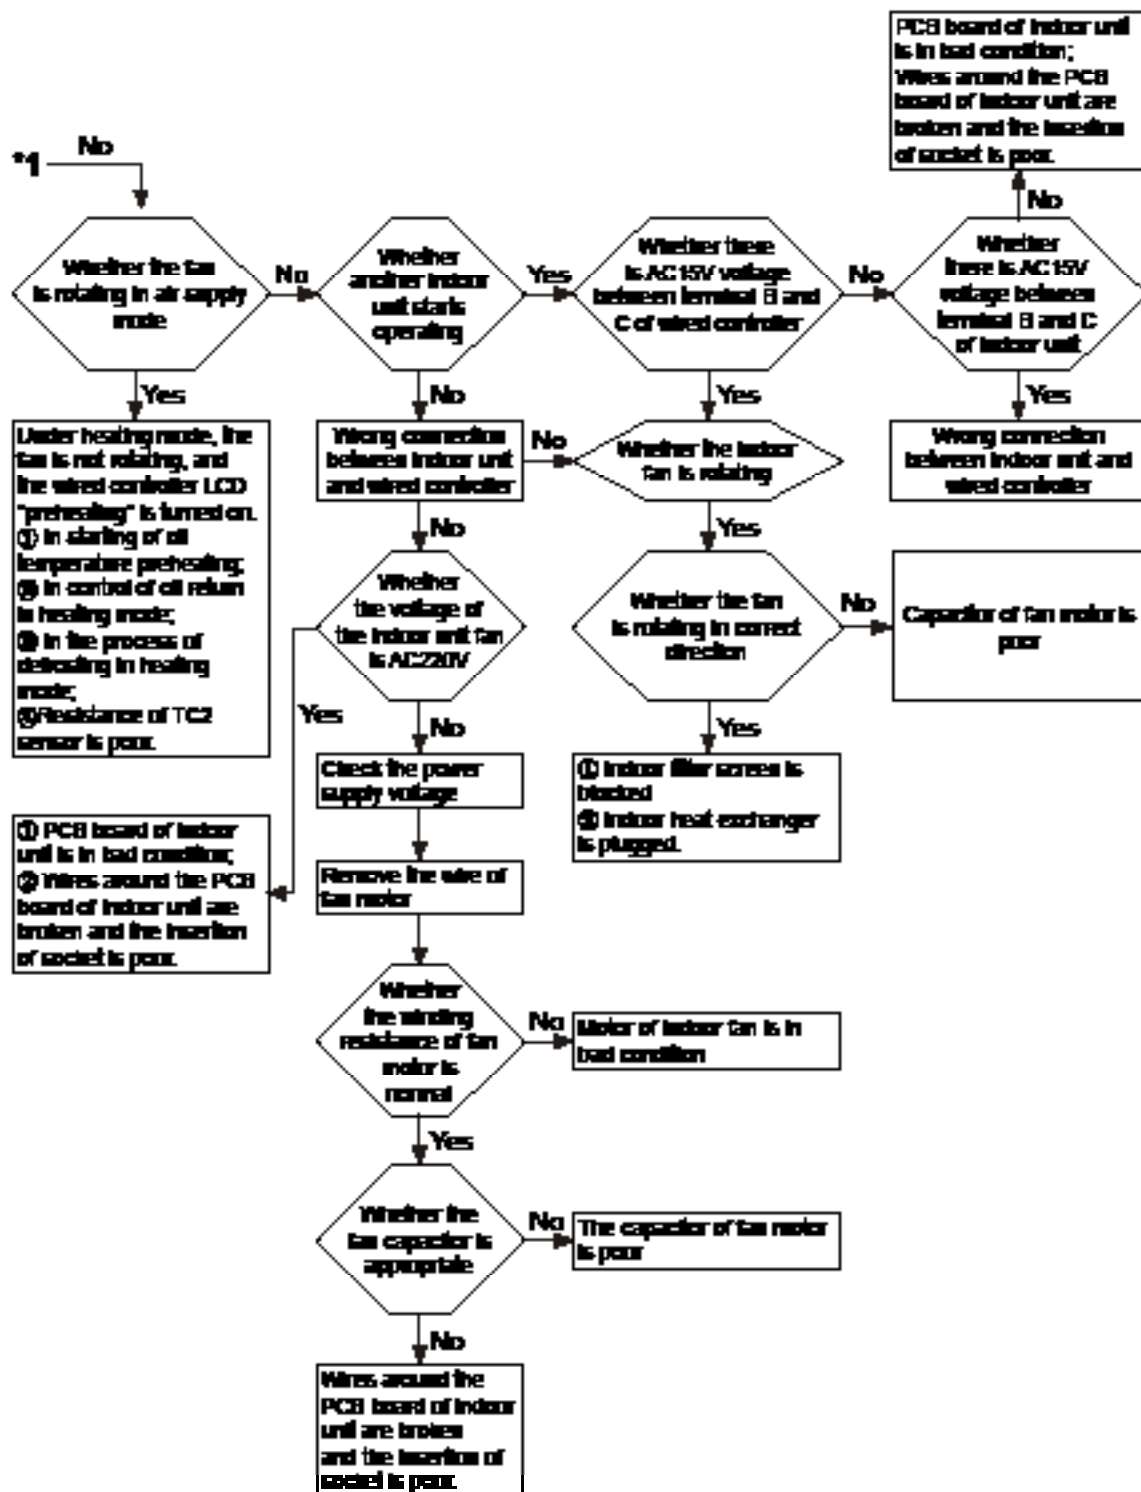 PCB board of indoor unit
is in bad condition;
Wires around the PCB
board of indoor unit are
broken and the insertion
of socket is poor.
*1
No
No
Whether the fan
is rotating in air supply
mode
No
Whether
another indoor
unit starts
operating
Yes
Whether there
is AC15V voltage
between terminal B and
C of wired controller
No
Whether
there is AC15V
voltage between
terminal B and C
of indoor unit
Yes
No
Yes
Yes
Under heating mode, the
fan is not rotating, and
the wired controller LCD
"preheating" is turned on.
① In starting of oil
temperature preheating;
② In control of oil return
in heating mode;
③ In the process of
defrosting in heating
mode;
④Resistance of TC2
sensor is poor.
Wrong connection
between indoor unit
and wired controller
No
Whether the indoor
fan is rotating
Wrong connection
between indoor unit and
wired controller
No
Yes
Whether
the voltage of
the indoor unit fan
is AC220V
Whether the fan
is rotating in correct
direction
No
Capacitor of fan motor is
poor
Yes
No
Yes
Check the power
supply voltage
① Indoor filter screen is
blocked
② Indoor heat exchanger
is plugged.
① PCB board of indoor
unit is in bad condition;
② Wires around the PCB
board of indoor unit are
broken and the insertion
of socket is poor.
Remove the wire of
fan motor
Whether
the winding
resistance of fan
motor is
normal
No
Motor of indoor fan is in
bad condition
Yes
Whether the
fan capacitor is
appropriate
No
The capacitor of fan motor
is poor
No
Wires around the
PCB board of indoor
unit are broken
and the insertion of
socket is poor.